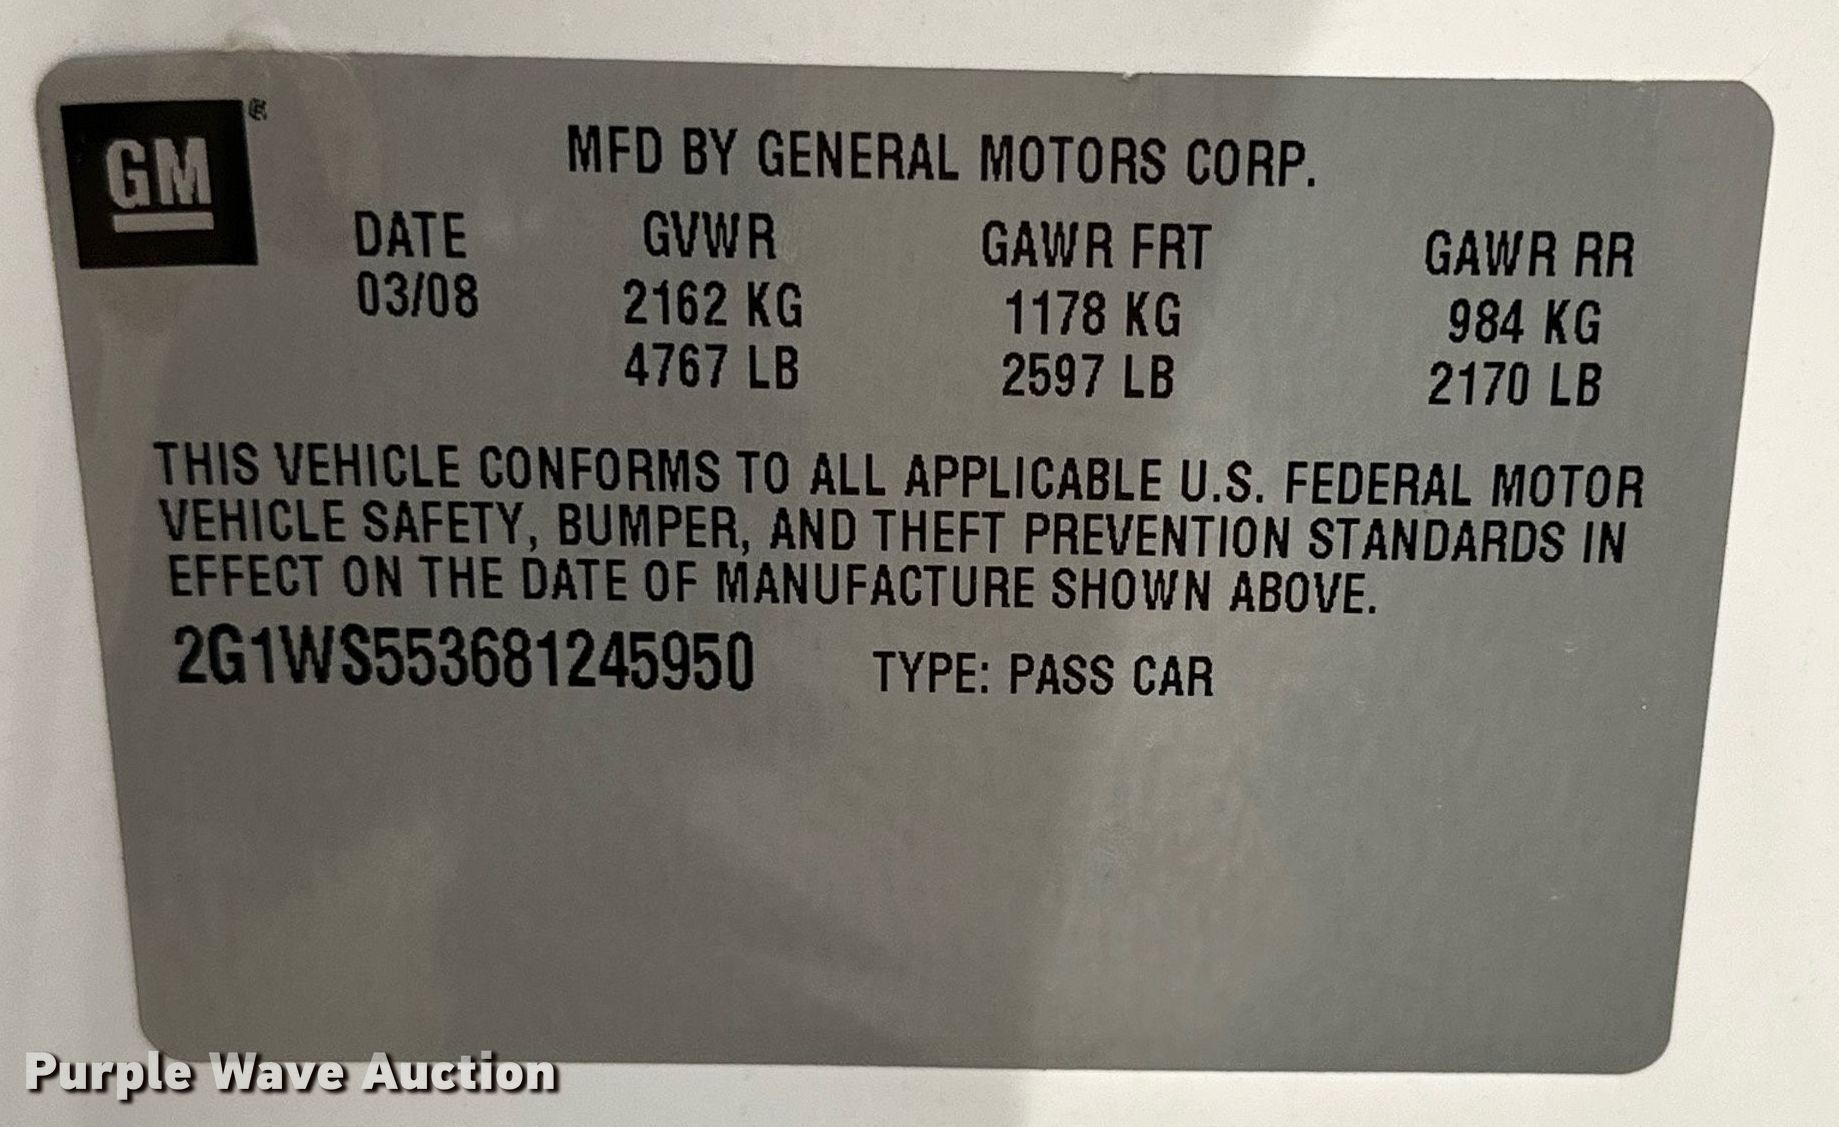 GM®
MFD BY GENERAL MOTORS CORP.
DATE GVWR GAWR FRT GAWR RR
03/08 2162 KG 1178 KG 984 KG
4767 LB 2597 LB 2170 LB
THIS VEHICLE CONFORMS TO ALL APPLICABLE U.S. FEDERAL MOTOR
VEHICLE SAFETY, BUMPER, AND THEFT PREVENTION STANDARDS IN
EFFECT ON THE DATE OF MANUFACTURE SHOWN ABOVE.
2G1WS553681245950 TYPE: PASS CAR
Purple Wave Auction